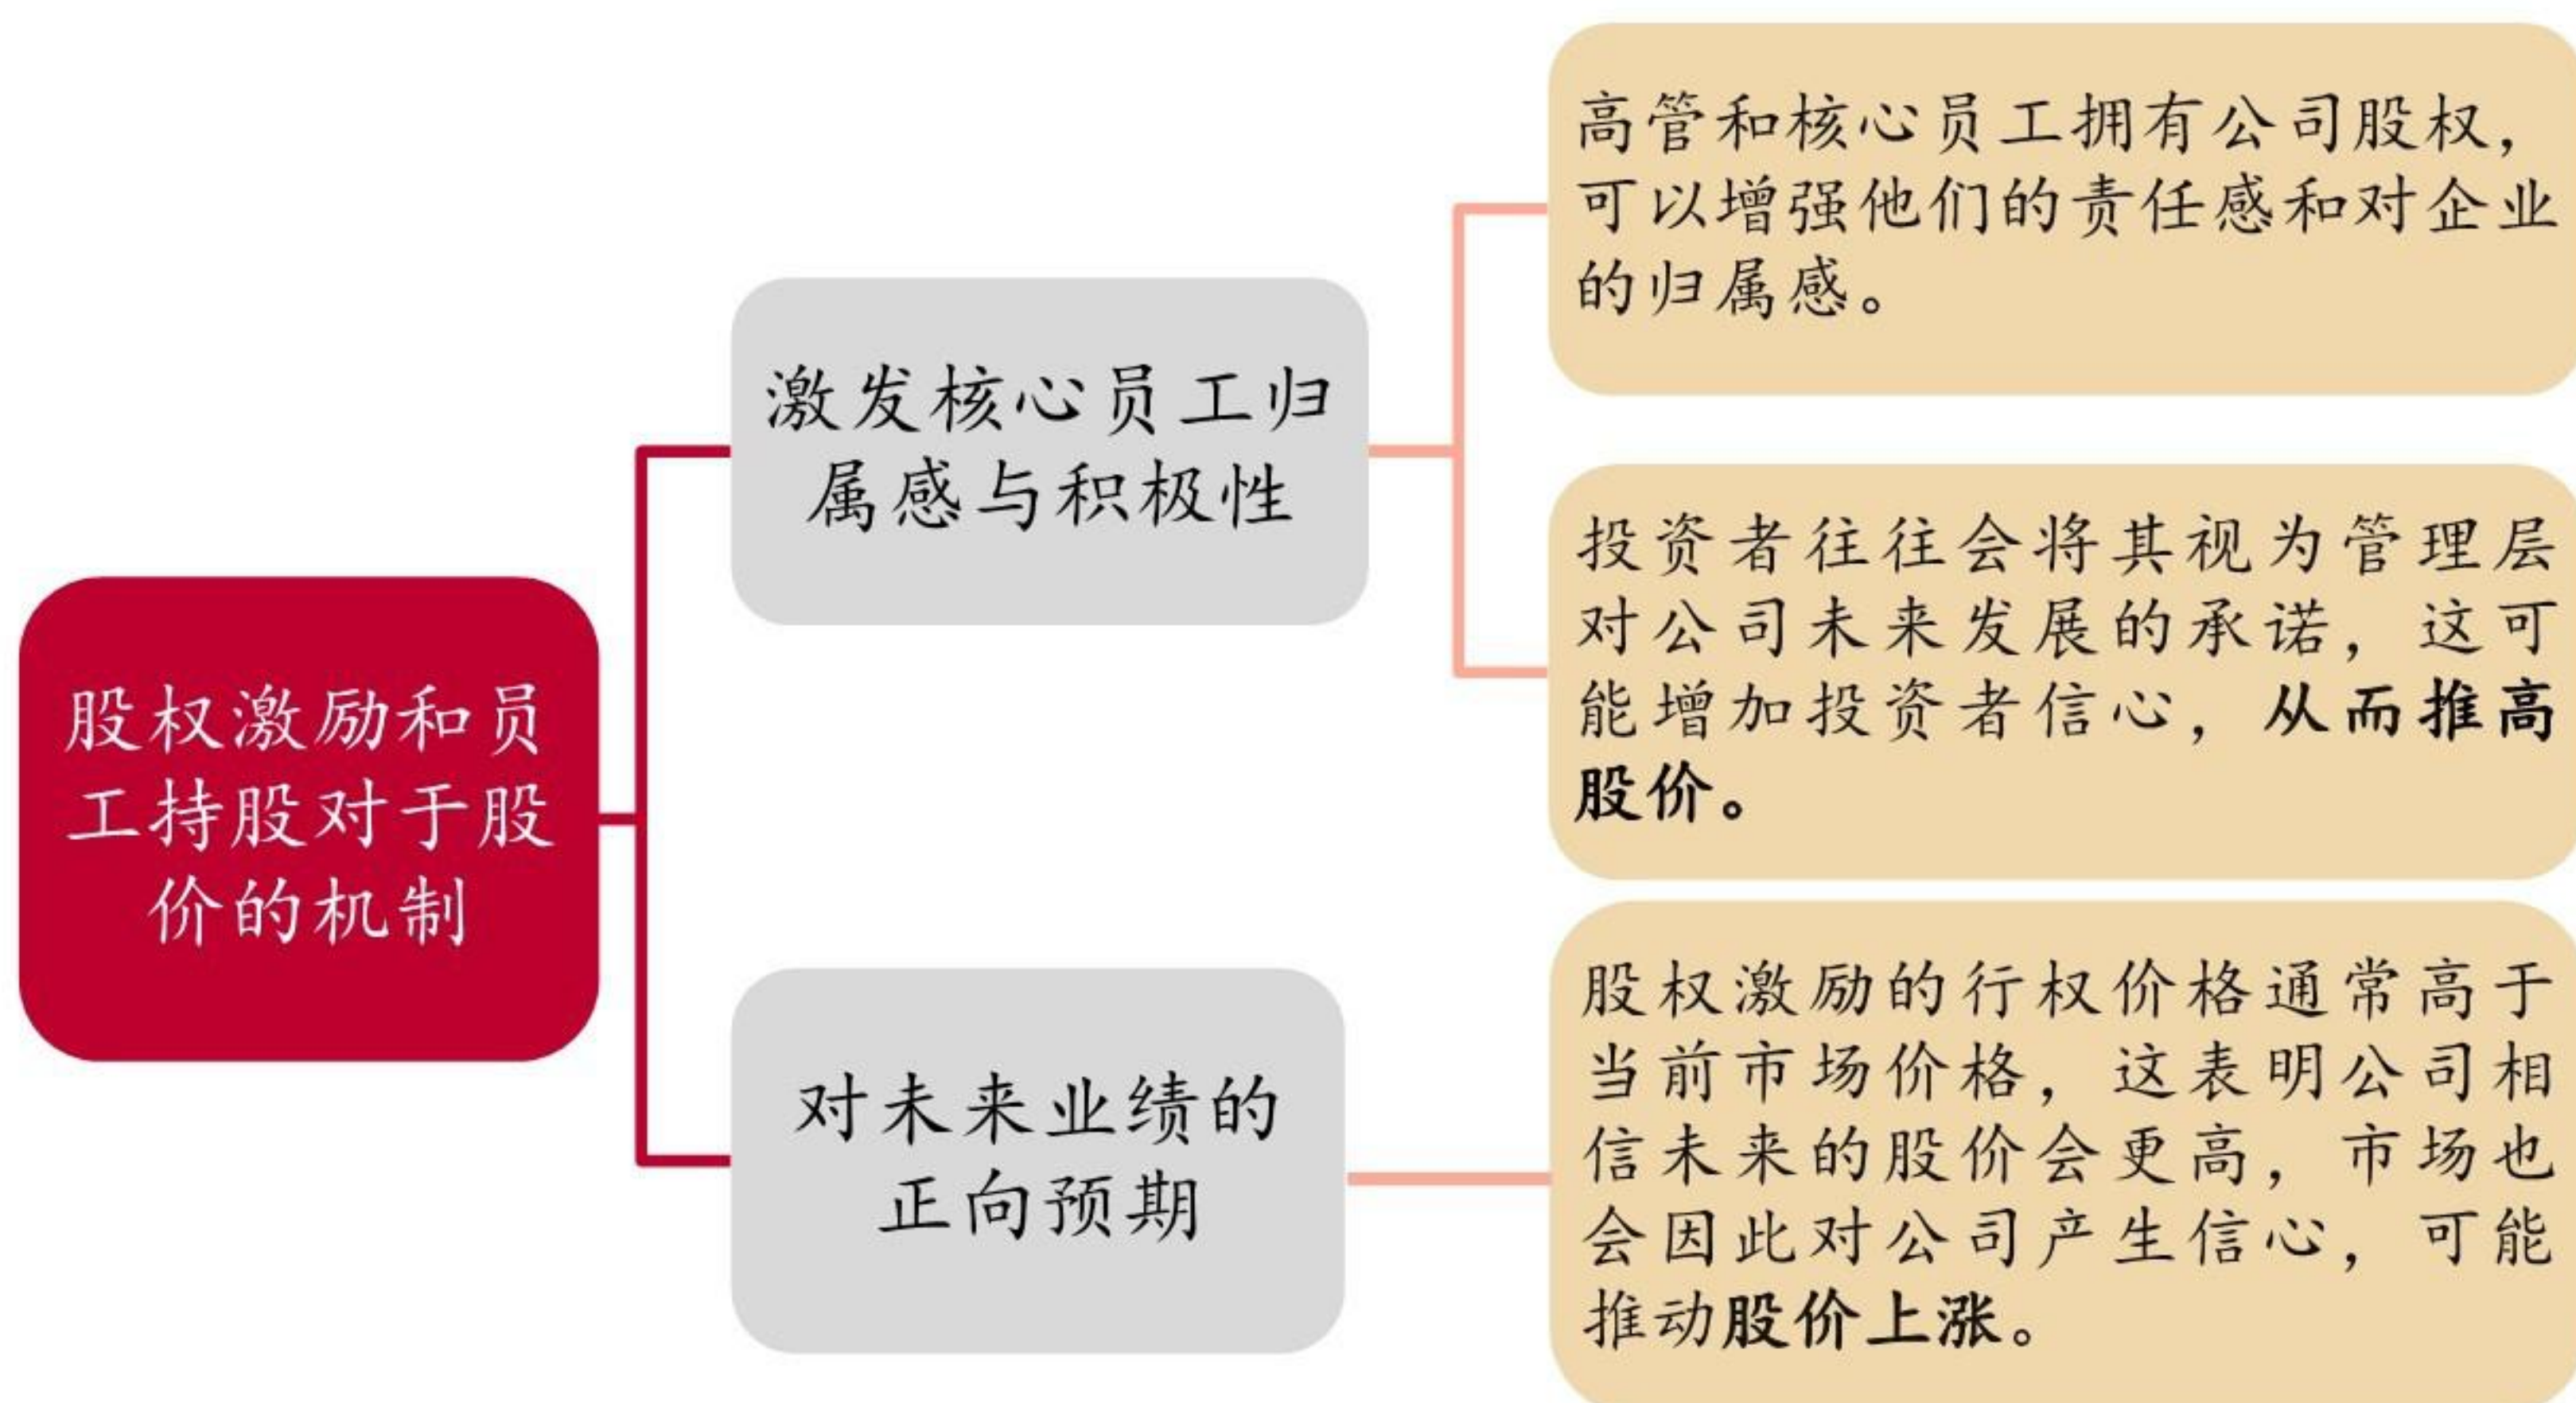 股权激励和员
工持股对于股
价的机制
激发核心员工归
属感与积极性
高管和核心员工拥有公司股权，
可以增强他们的责任感和对企业
的归属感。
投资者往往会将其视为管理层
对公司未来发展的承诺，这可
能增加投资者信心，从而推高
股价。
对未来业绩的
正向预期
股权激励的行权价格通常高于
当前市场价格，这表明公司相
信未来的股价会更高，市场也
会因此对公司产生信心，可能
推动股价上涨。